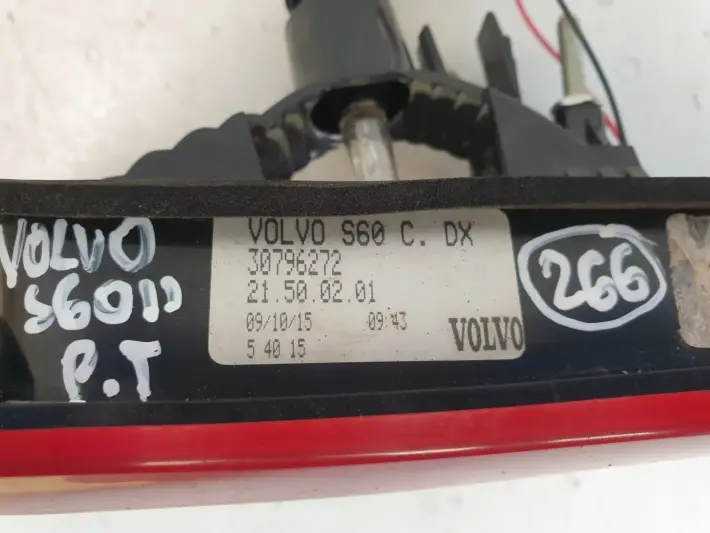 VOLVO
S60II
P.T
VOLVO S60 C. DX
30796272
21.50.02.01
09/10/15 09:43
5 40 15
VOLVO
266